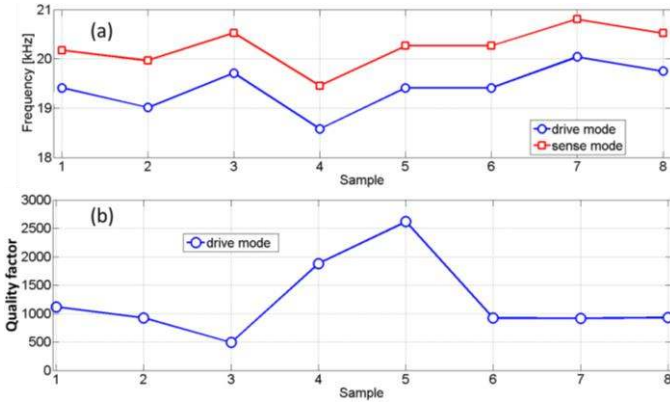 (a)
Frequency [kHz]
21
20
19
18
drive mode
sense mode
1 2 3 4 5 6 7 8
Sample
(b)
Quality factor
3000
2500
2000
1500
1000
500
0
drive mode
1 2 3 4 5 6 7 8
Sample